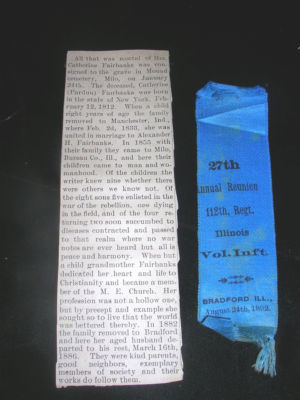 All that was mortal of Mrs.
Catherine Fairbanks was con-
signed to the grave in Mound
cemetery, Milo, on January
24th. The deceased, Catherine
(Pardou) Fairbanks was born
in the state of New York, Feb-
ruary 12, 1812. When a child
eight years of age the family
removed to Manchester, Ind.,
where Feb. 2d, 1833, she was
united in marriage to Alexander
H. Fairbanks. In 1855 with
their family they came to Milo,
Bureau Co., Ill., and here their
children came to man and wo-
manhood. Of the children the
writer knew nine whether there
were others we know not. Of
the eight sons five enlisted in the
war of the rebellion, one dying
in the field, and of the four re-
turning two soon succumbed to
diseases contracted and passed
to that realm where no war
notes are ever heard but all is
peace and harmony. When but
a child grandmother Fairbanks
dedicated her heart and life to
Christianity and became a mem-
ber of the M. E. Church. Her
profession was not a hollow one,
but by precept and example she
sought so to live that the world
was bettered thereby. In 1882
the family removed to Bradford
and here her aged husband de-
parted to his rest, March 16th,
1886. They were kind parents,
good neighbors, exemplary
members of society and their
works do follow them.
27th
Annual Reunion
112th, Regt.
Illinois
Vol. Inft.
BRADFORD ILL.,
August 24th, 1892.